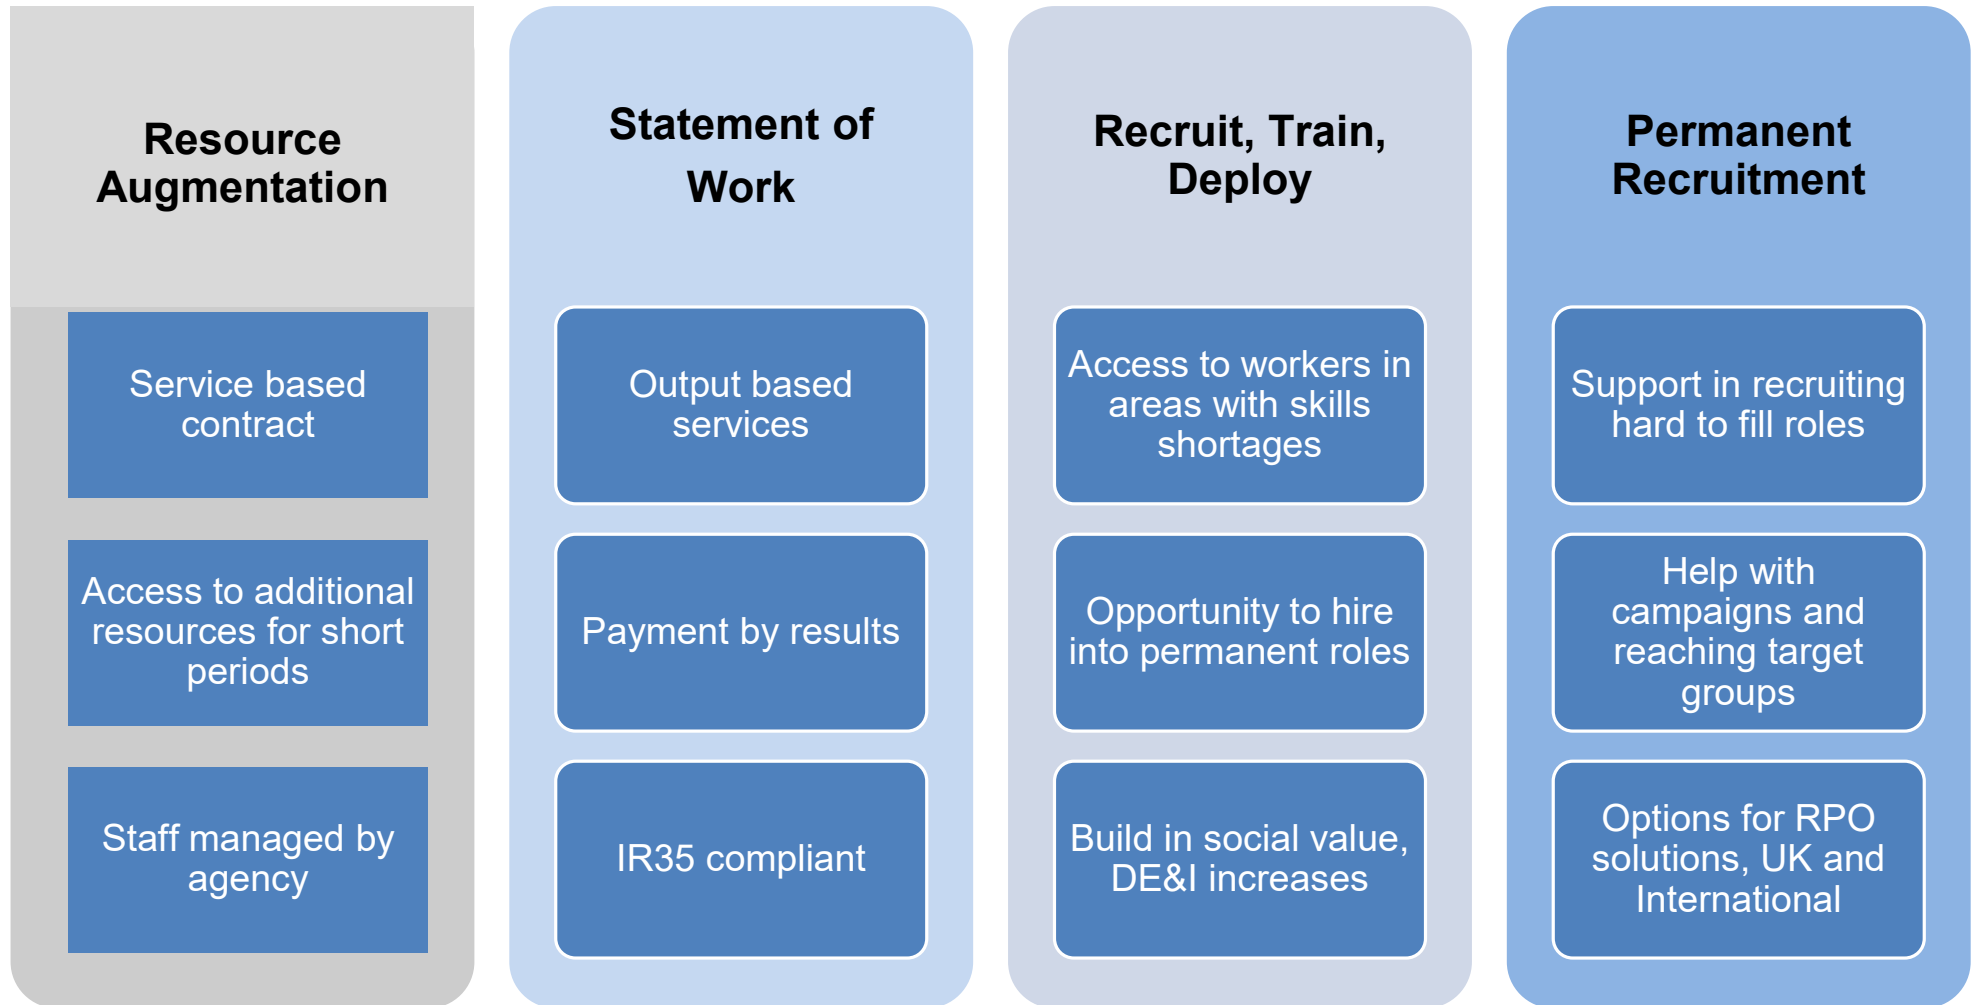 Resource
Augmentation
Service based
contract
Access to additional
resources for short
periods
Staff managed by
agency
Statement of
Work
Output based
services
Payment by results
IR35 compliant
Recruit, Train,
Deploy
Access to workers in
areas with skills
shortages
Opportunity to hire
into permanent roles
Build in social value,
DE&I increases
Permanent
Recruitment
Support in recruiting
hard to fill roles
Help with
campaigns and
reaching target
groups
Options for RPO
solutions, UK and
International